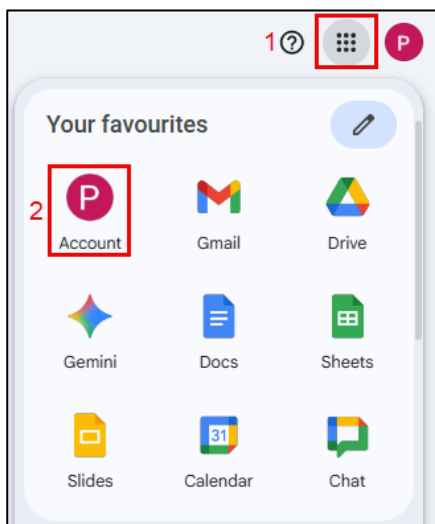 1
P
Your favourites
2
P
Account Gmail Drive
31
Gemini Docs Sheets
Slides Calendar Chat